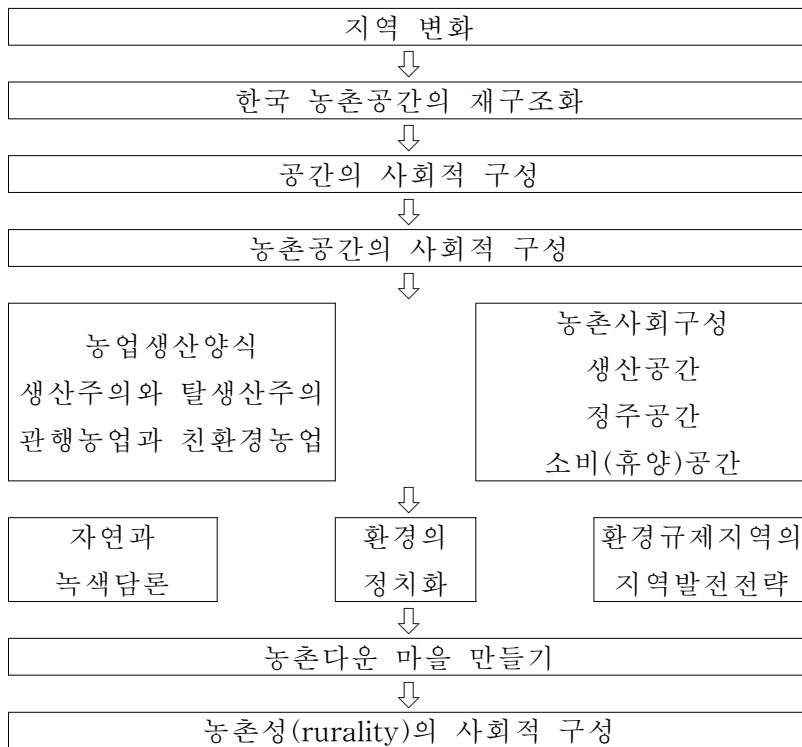 지역 변화
한국 농촌공간의 재구조화
공간의 사회적 구성
농촌공간의 사회적 구성
농업생산양식
생산주의와 탈생산주의
관행농업과 친환경농업
농촌사회구성
생산공간
정주공간
소비(휴양)공간
자연과
녹색담론
환경의
정치화
환경규제지역의
지역발전전략
농촌다운 마을 만들기
농촌성(rurality)의 사회적 구성